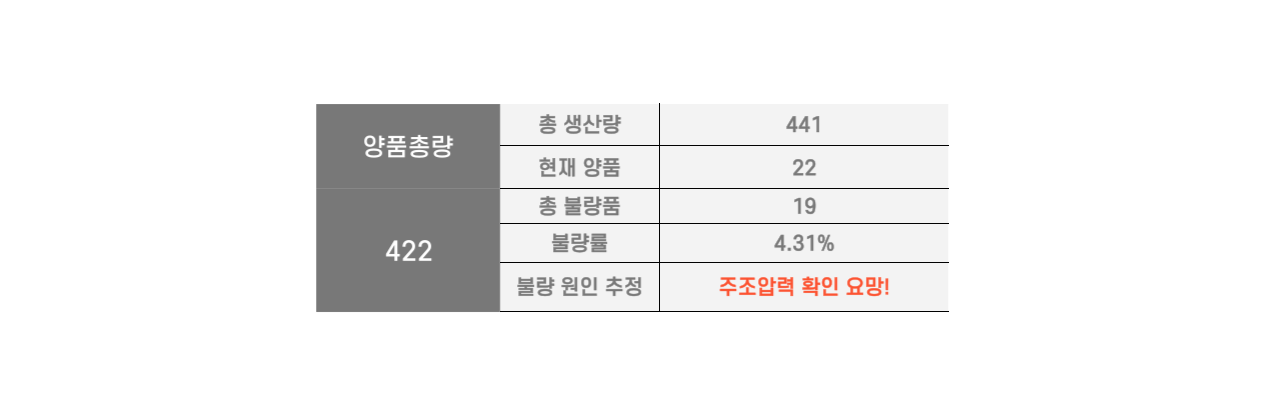 양품총량
422
총 생산량 441
현재 양품 22
총 불량품 19
불량률 4.31%
불량 원인 추정 주조압력 확인 요망!